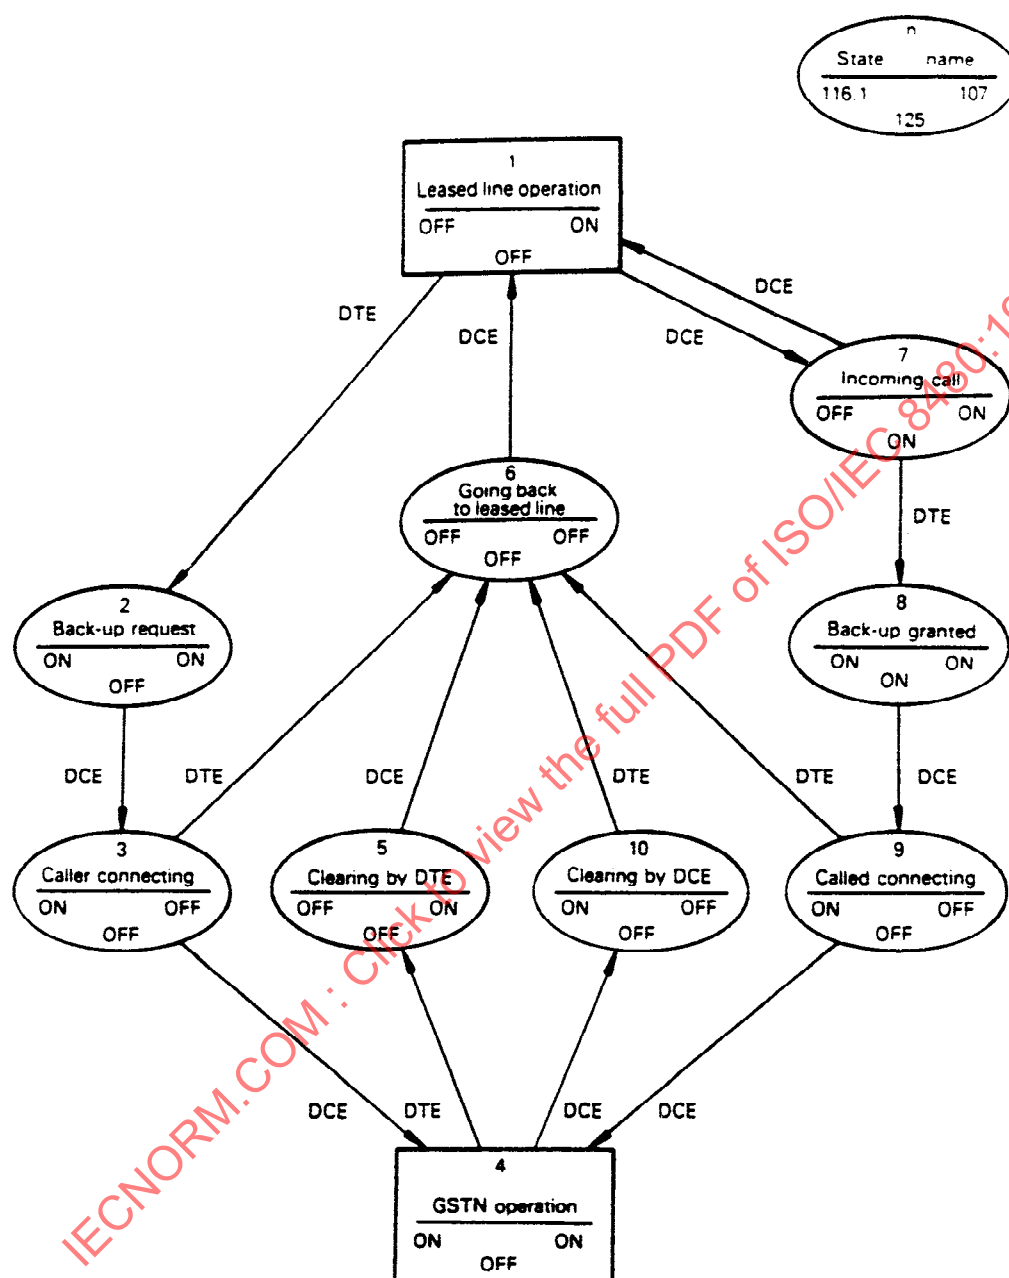 n
State name
116.1 107
125
1
Leased line operation
OFF ON
OFF
DTE
DCE
DCE
DCE
7
Incoming call
OFF ON
ON
6
Going back
to leased line
OFF OFF
OFF
DTE
2
Back-up request
ON ON
OFF
8
Back-up granted
ON ON
ON
DCE
DTE
DCE
DTE
DTE
DCE
3
Caller connecting
ON OFF
OFF
5
Clearing by DTE
OFF ON
OFF
10
Clearing by DCE
ON OFF
OFF
9
Called connecting
ON OFF
OFF
DCE
DTE
DCE
DCE
4
GSTN operation
ON ON
OFF
IECNORM.COM : Click to view the full PDF of ISO/IEC 8480:19